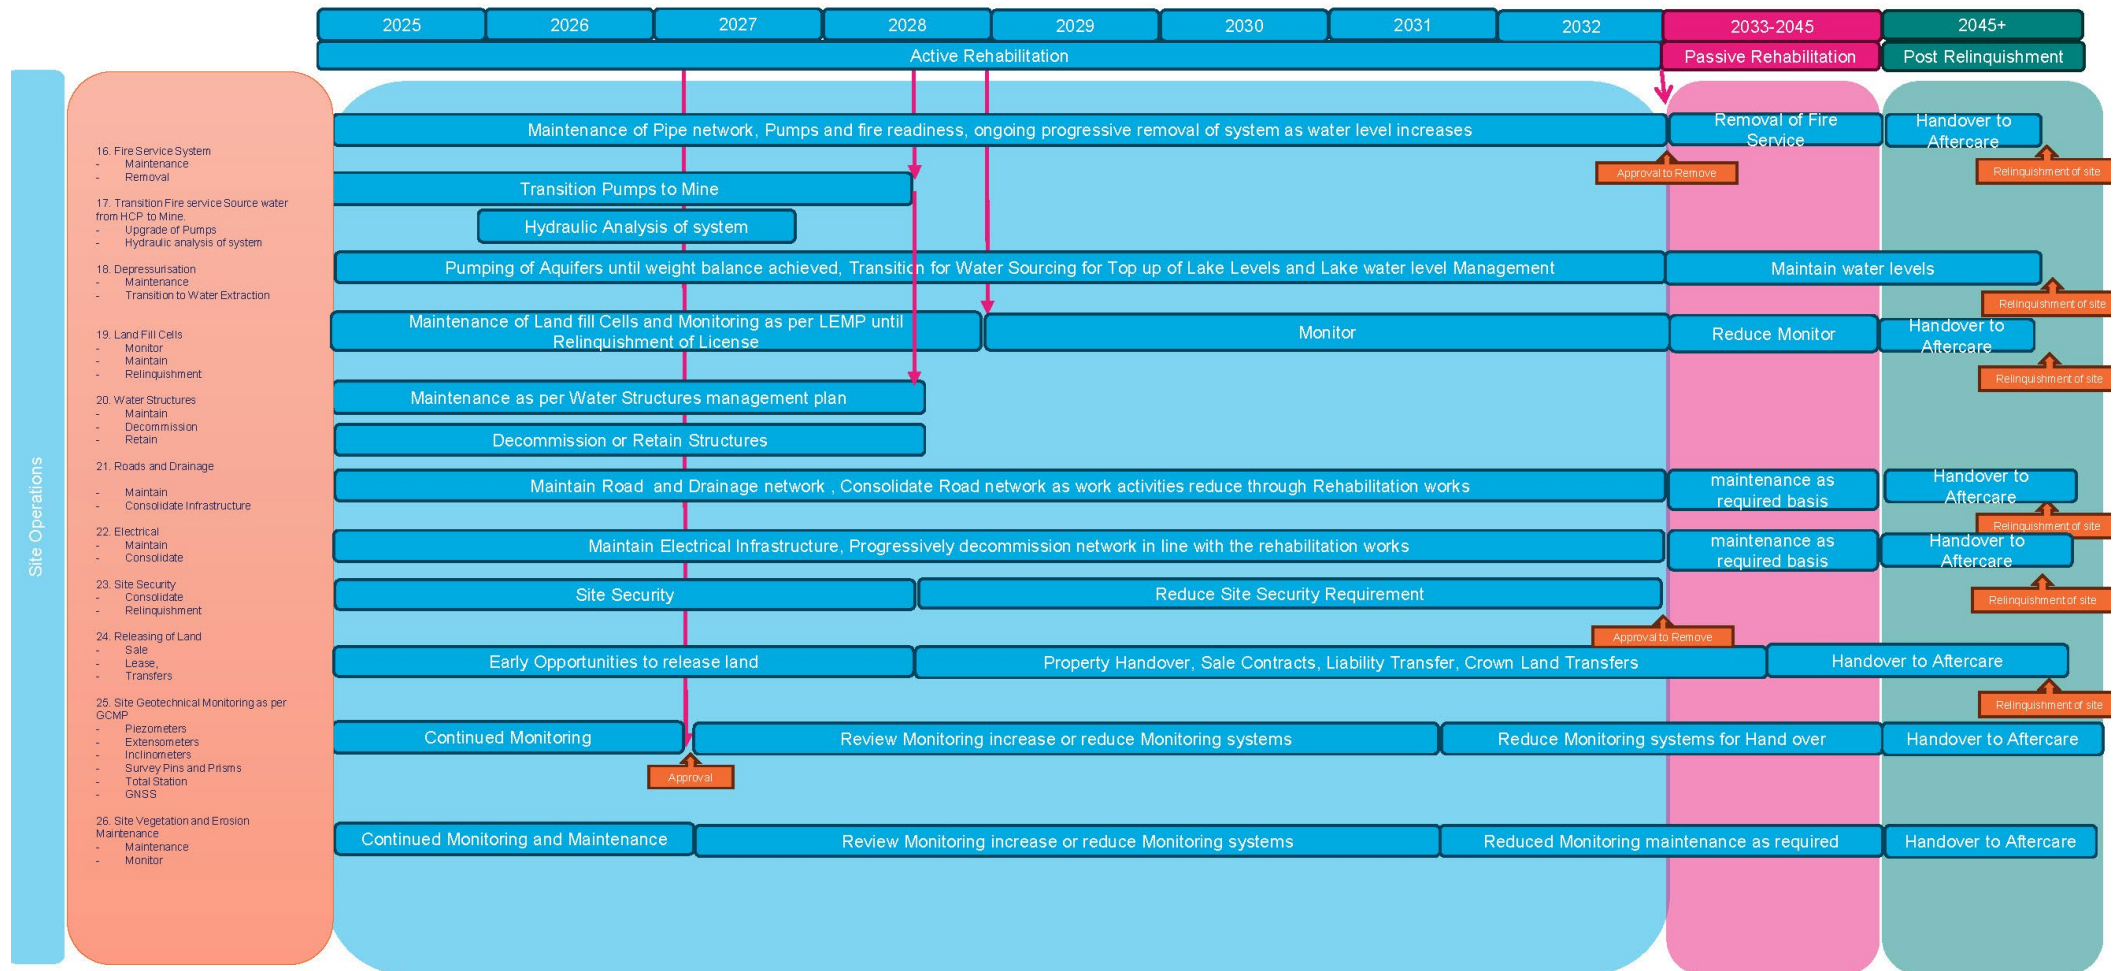 2025 2026 2027 2028 2029 2030 2031 2032 2033-2045 2045+
Active Rehabilitation Passive Rehabilitation Post Relinquishment
Site Operations
16. Fire Service System
- Maintenance
- Removal
17. Transition Fire service Source water
from HCP to Mine.
- Upgrade of Pumps
- Hydraulic analysis of system
18. Depressurisation
- Maintenance
- Transition to Water Extraction
19. Land Fill Cells
- Monitor
- Maintain
- Relinquishment
20. Water Structures
- Maintain
- Decommission
- Retain
21. Roads and Drainage
- Maintain
- Consolidate Infrastructure
22. Electrical
- Maintain
- Consolidate
23. Site Security
- Consolidate
- Relinquishment
24. Releasing of Land
- Sale
- Lease,
- Transfers
25. Site Geotechnical Monitoring as per
GCMP
- Piezometers
- Extensometers
- Inclinometers
- Survey Pins and Prisms
- Total Station
- GNSS
26. Site Vegetation and Erosion
Maintenance
- Maintenance
- Monitor
Maintenance of Pipe network, Pumps and fire readiness, ongoing progressive removal of system as water level increases
Removal of Fire
Service
Handover to
Aftercare
Approval to Remove
Relinquishment of site
Transition Pumps to Mine
Hydraulic Analysis of system
Pumping of Aquifers until weight balance achieved, Transition for Water Sourcing for Top up of Lake Levels and Lake water level Management
Maintain water levels
Relinquishment of site
Maintenance of Land fill Cells and Monitoring as per LEMP until
Relinquishment of License
Monitor
Reduce Monitor
Handover to
Aftercare
Relinquishment of site
Maintenance as per Water Structures management plan
Decommission or Retain Structures
Maintain Road and Drainage network , Consolidate Road network as work activities reduce through Rehabilitation works
maintenance as
required basis
Handover to
Aftercare
Relinquishment of site
Maintain Electrical Infrastructure, Progressively decommission network in line with the rehabilitation works
maintenance as
required basis
Handover to
Aftercare
Relinquishment of site
Site Security
Reduce Site Security Requirement
Approval to Remove
Early Opportunities to release land
Property Handover, Sale Contracts, Liability Transfer, Crown Land Transfers
Handover to Aftercare
Relinquishment of site
Continued Monitoring
Review Monitoring increase or reduce Monitoring systems
Reduce Monitoring systems for Hand over
Handover to Aftercare
Approval
Continued Monitoring and Maintenance
Review Monitoring increase or reduce Monitoring systems
Reduced Monitoring maintenance as required
Handover to Aftercare